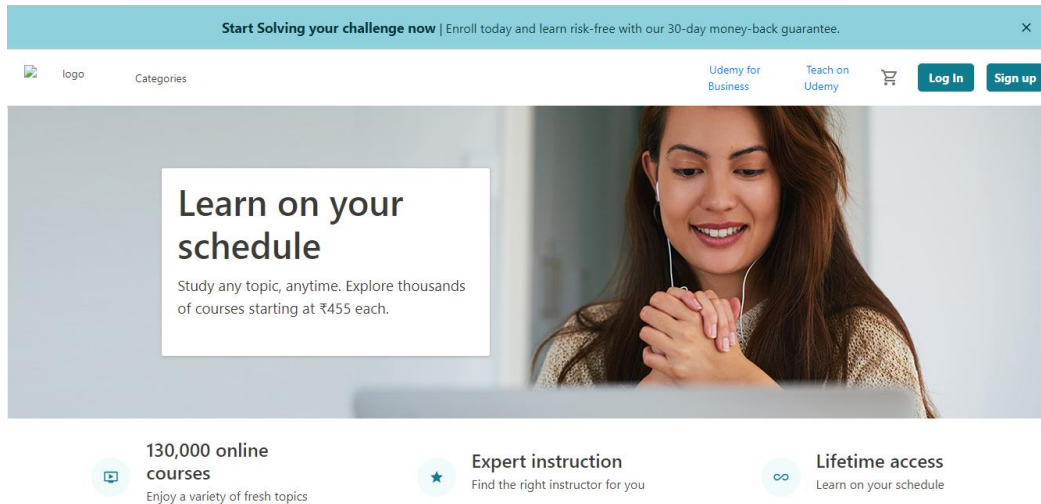 Start Solving your challenge now | Enroll today and learn risk-free with our 30-day money-back guarantee.
logo
Categories
Udemy for
Business
Teach on
Udemy
Log In
Sign up
Learn on your
schedule
Study any topic, anytime. Explore thousands
of courses starting at ₹455 each.
130,000 online
courses
Enjoy a variety of fresh topics
Expert instruction
Find the right instructor for you
Lifetime access
Learn on your schedule